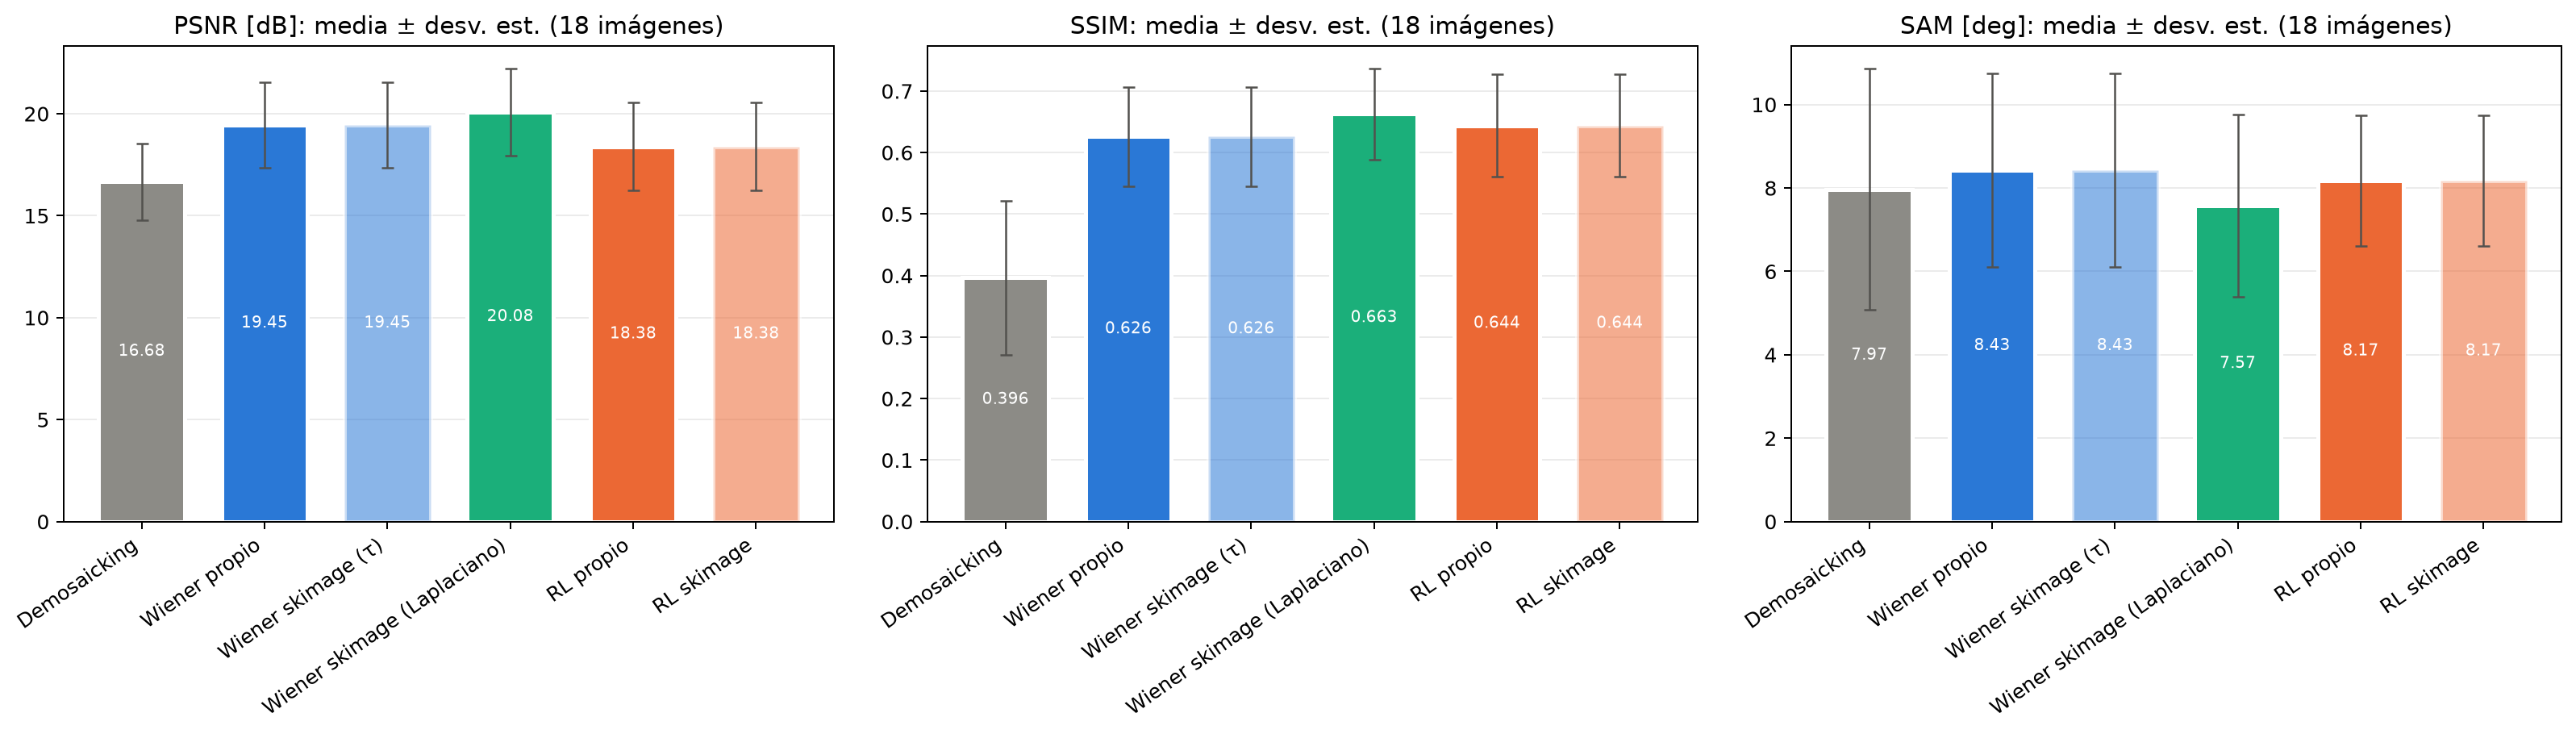 PSNR [dB]: media ± desv. est. (18 imágenes)
20
15
10
5
0
16.68
19.45
19.45
20.08
18.38
18.38
Demosaicking
Wiener propio
Wiener skimage (τ)
Wiener skimage (Laplaciano)
RL propio
RL skimage
SSIM: media ± desv. est. (18 imágenes)
0.7
0.6
0.5
0.4
0.3
0.2
0.1
0.0
0.396
0.626
0.626
0.663
0.644
0.644
Demosaicking
Wiener propio
Wiener skimage (τ)
Wiener skimage (Laplaciano)
RL propio
RL skimage
SAM [deg]: media ± desv. est. (18 imágenes)
10
8
6
4
2
0
7.97
8.43
8.43
7.57
8.17
8.17
Demosaicking
Wiener propio
Wiener skimage (τ)
Wiener skimage (Laplaciano)
RL propio
RL skimage